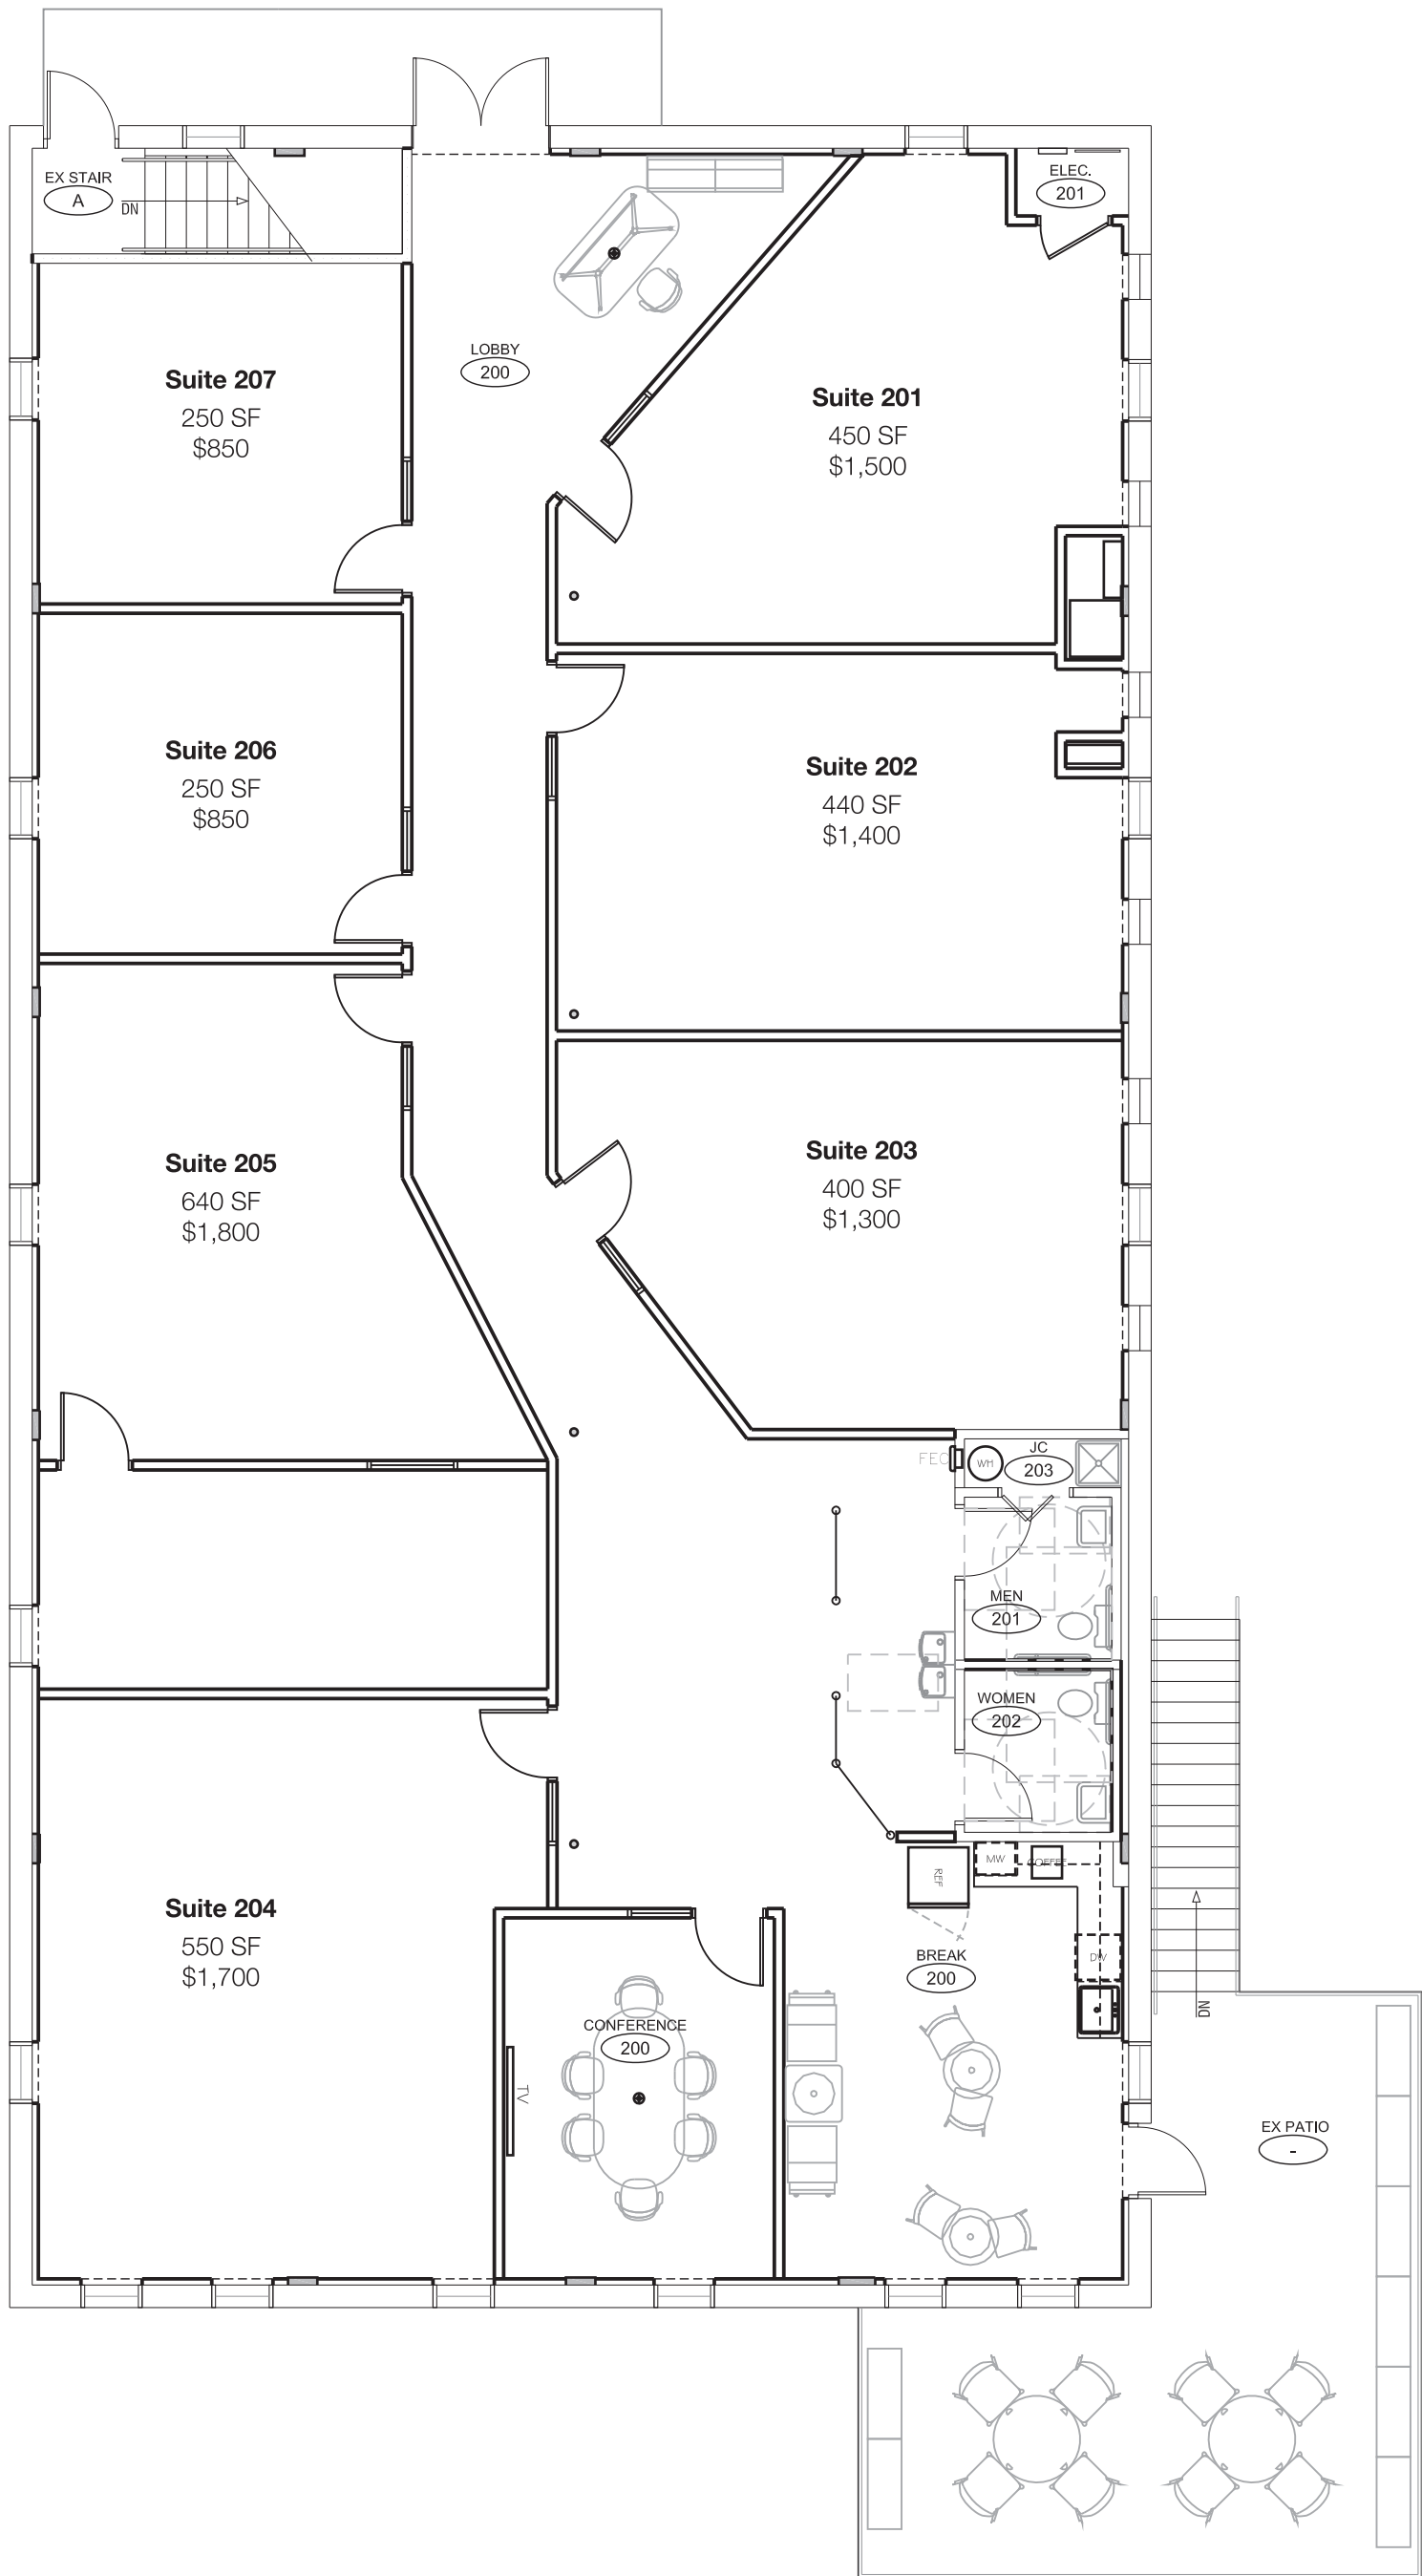 EX STAIR
A
DN
ELEC.
201
LOBBY
200
Suite 207
250 SF
$850
Suite 201
450 SF
$1,500
Suite 206
250 SF
$850
Suite 202
440 SF
$1,400
Suite 205
640 SF
$1,800
Suite 203
400 SF
$1,300
FEC
WH
JC
203
MEN
201
WOMEN
202
REF
MW
COFFEE
DW
BREAK
200
DN
Suite 204
550 SF
$1,700
CONFERENCE
200
TV
EX PATIO
-